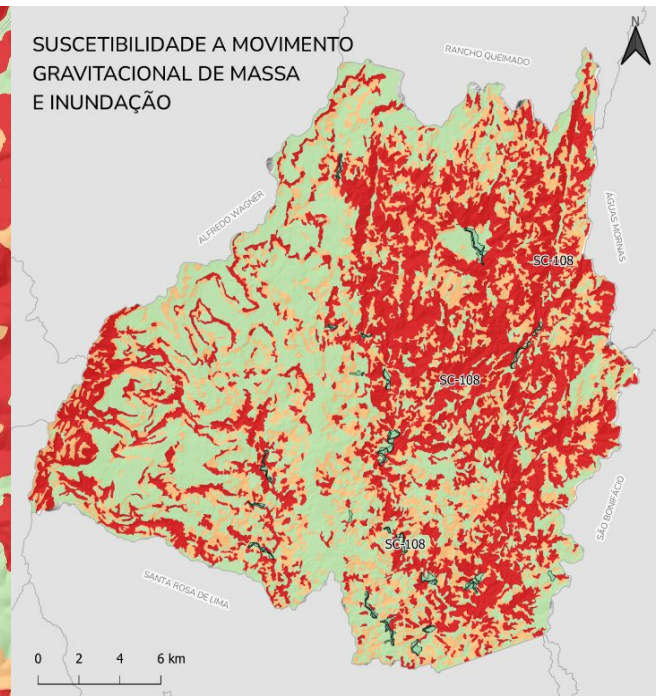 SUSCETIBILIDADE A MOVIMENTO
GRAVITACIONAL DE MASSA
E INUNDAÇÃO
N
RANCHO QUEIMADO
ALFREDO WAGNER
ÁGUAS MORNAS
SC-108
SC-108
SÃO BONIFÁCIO
SC-108
SANTA ROSA DE LIMA
0 2 4 6 km